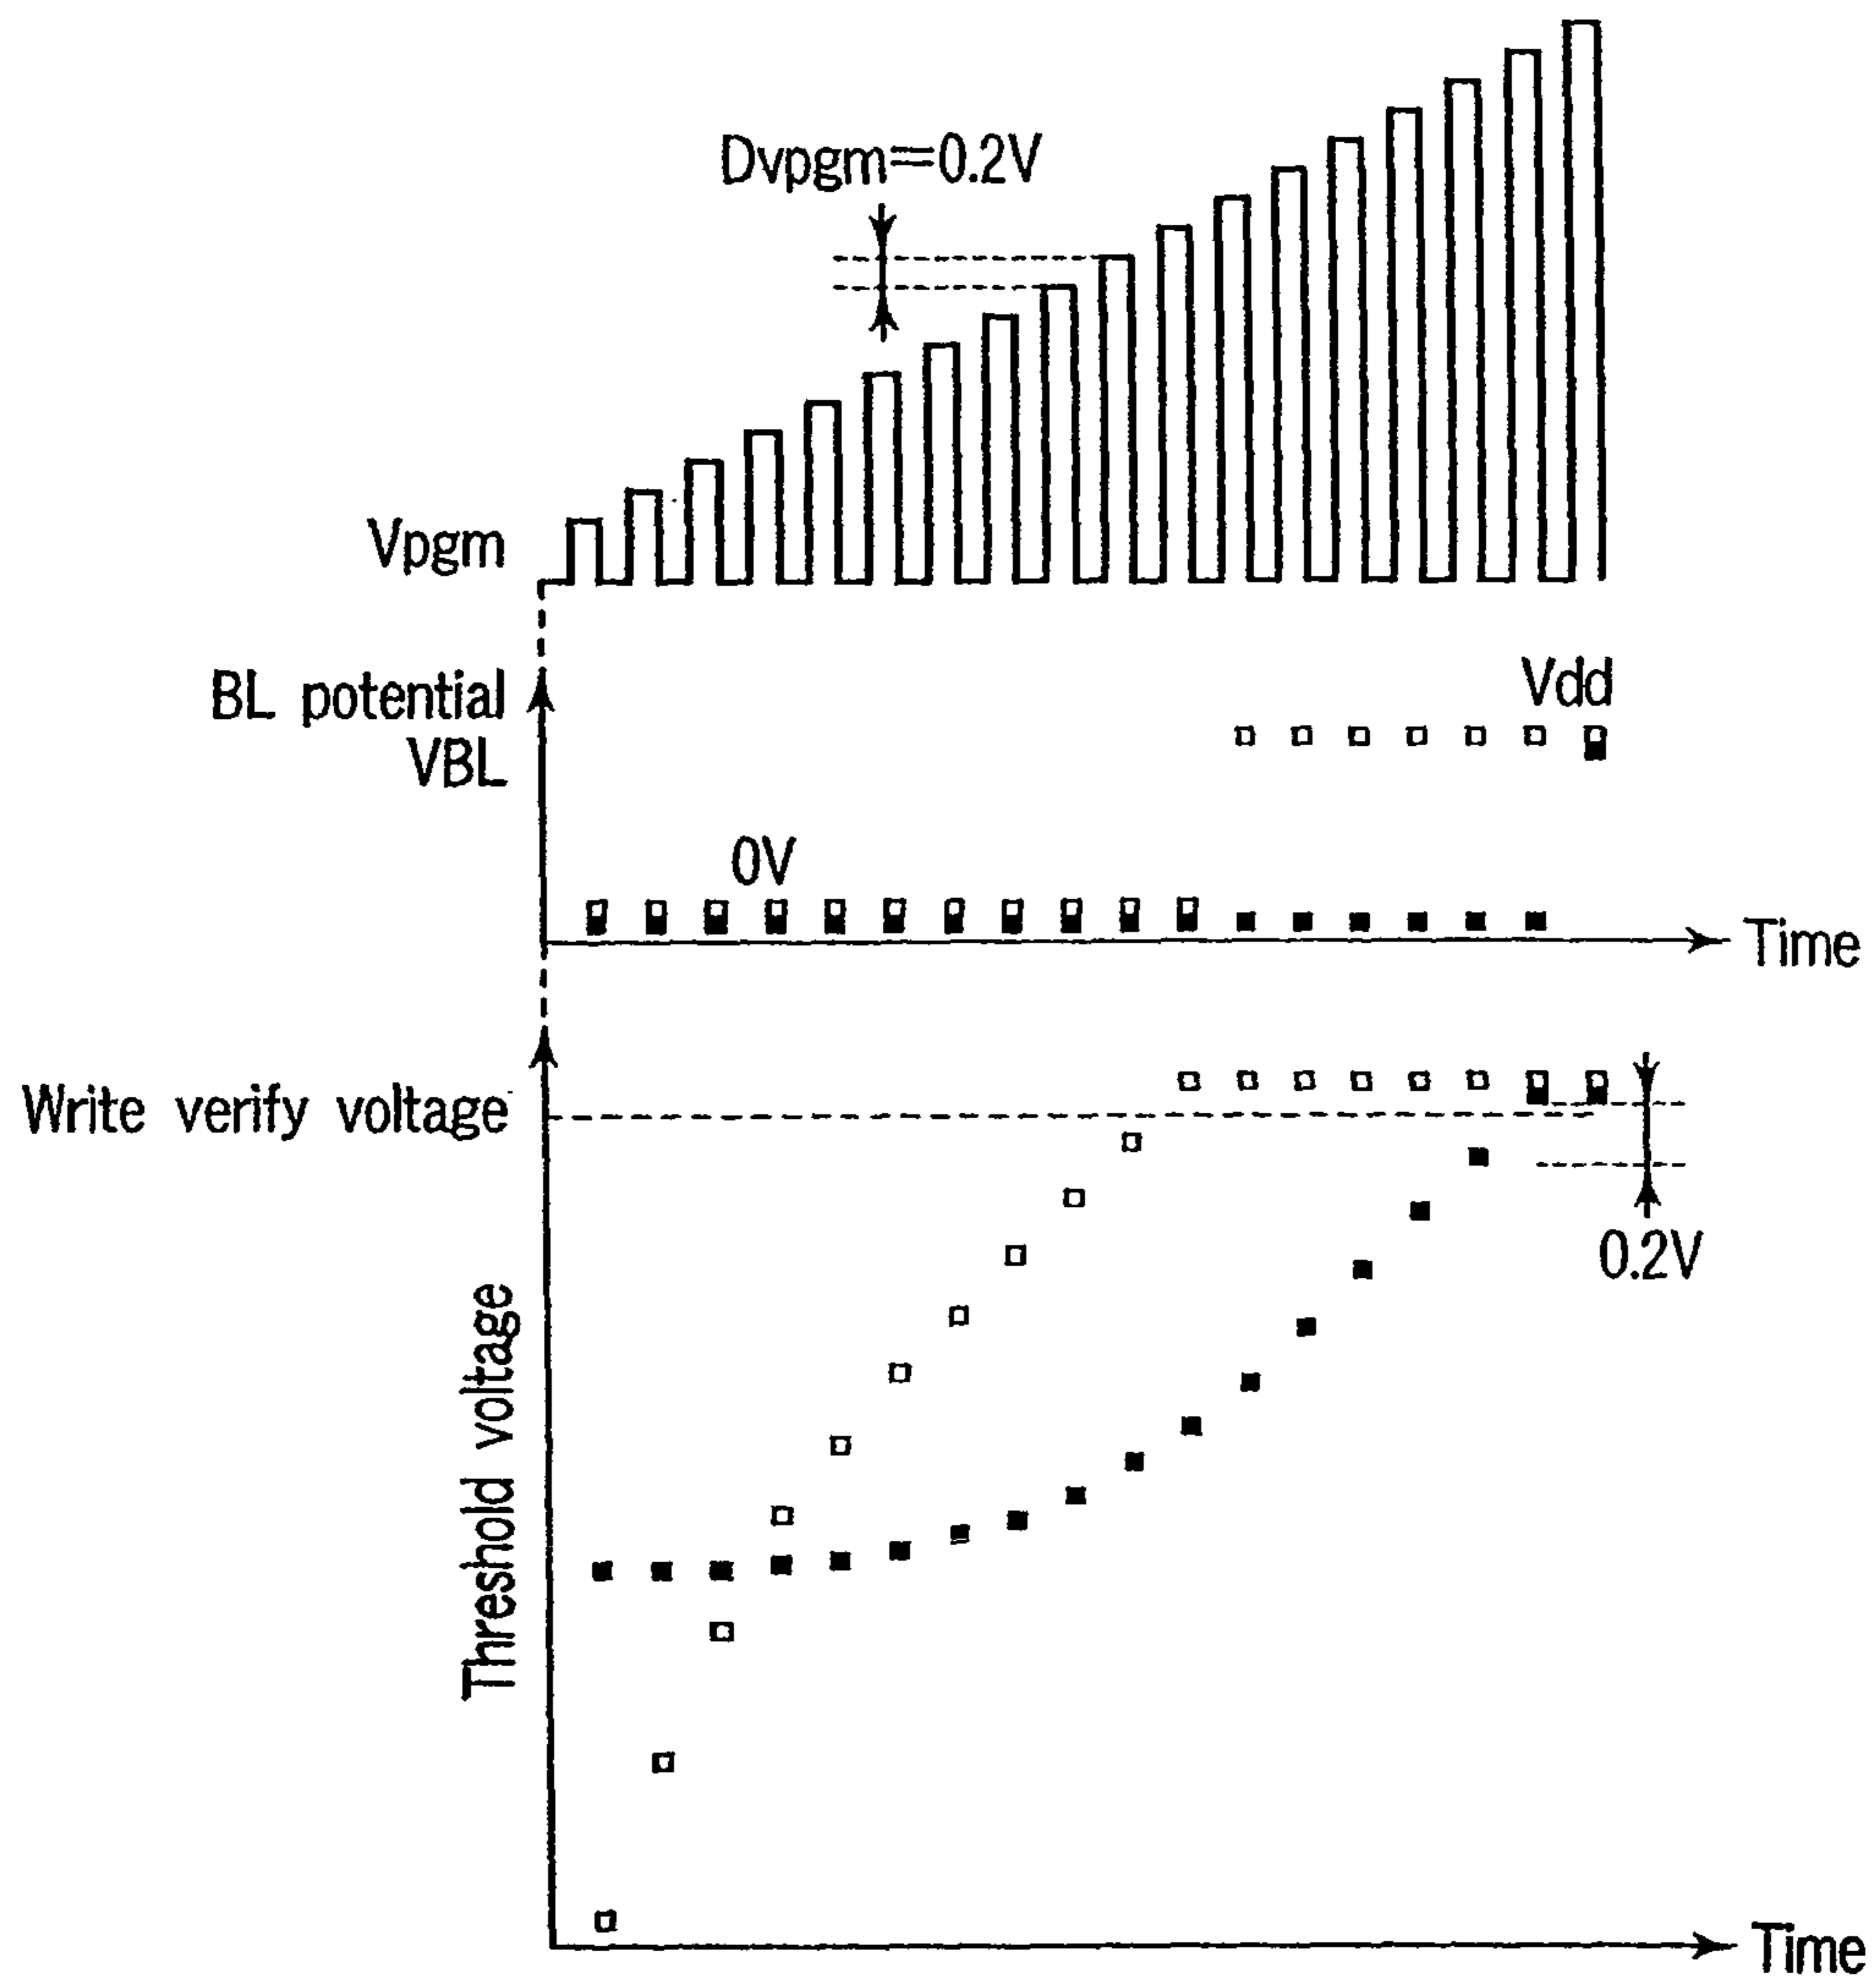 Dvpgm=0.2V
Vpgm
BL potential
VBL
Vdd
0V
Time
Write verify voltage
0.2V
Threshold voltage
Time